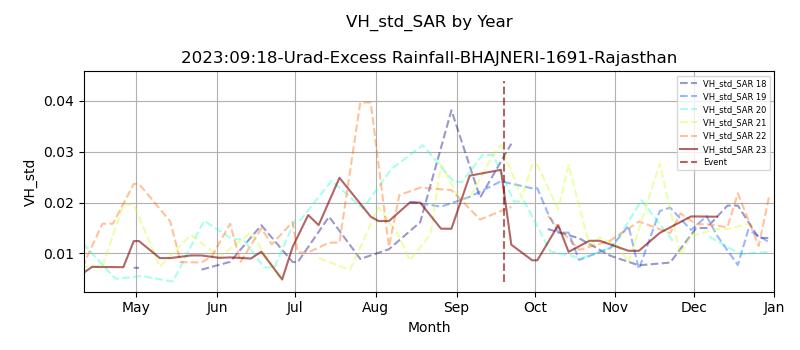 VH_std_SAR by Year
2023:09:18-Urad-Excess Rainfall-BHAJNERI-1691-Rajasthan
VH_std
0.04
0.03
0.02
0.01
VH_std_SAR 18
VH_std_SAR 19
VH_std_SAR 20
VH_std_SAR 21
VH_std_SAR 22
VH_std_SAR 23
Event
May Jun Jul Aug Sep Oct Nov Dec Jan
Month